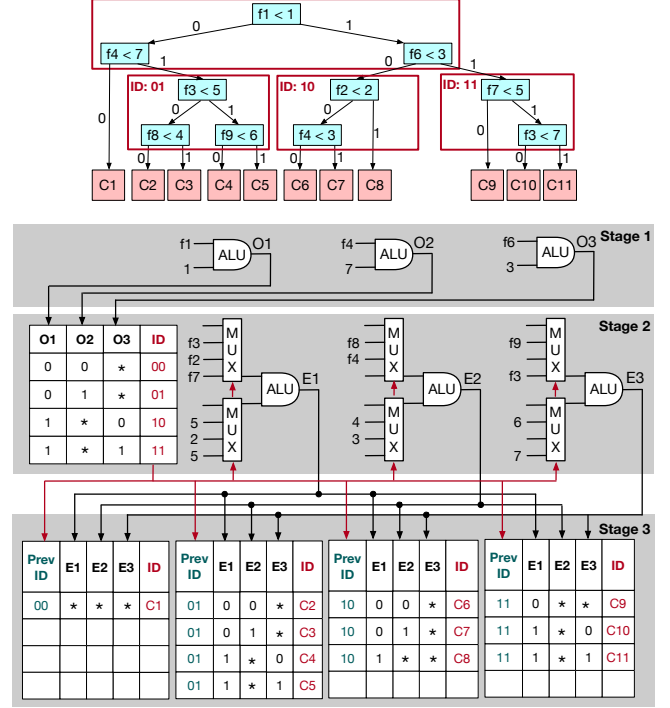 f1 < 1
0 1
f4 < 7 f6 < 3
1 0 1
ID: 01 f3 < 5 ID: 10 f2 < 2 ID: 11 f7 < 5
0 0 1 0 1 0 1
f8 < 4 f9 < 6 f4 < 3 f3 < 7
0 1 0 1 0 1 0 1
C1 C2 C3 C4 C5 C6 C7 C8 C9 C10 C11
Stage 1
f1 ALU O1 f4 ALU O2 f6 ALU O3
1 7 3
Stage 2
O1 O2 O3 ID
0 0 * 00
0 1 * 01
1 * 0 10
1 * 1 11
f3 f2 f7 MUX
5 2 5 MUX
ALU E1
f8 f4 MUX
4 3 MUX
ALU E2
f9 f3 MUX
6 7 MUX
ALU E3
Stage 3
Prev ID E1 E2 E3 ID
00 * * * C1
Prev ID E1 E2 E3 ID
01 0 0 * C2
01 0 1 * C3
01 1 * 0 C4
01 1 * 1 C5
Prev ID E1 E2 E3 ID
10 0 0 * C6
10 0 1 * C7
10 1 * * C8
Prev ID E1 E2 E3 ID
11 0 * * C9
11 1 * 0 C10
11 1 * 1 C11